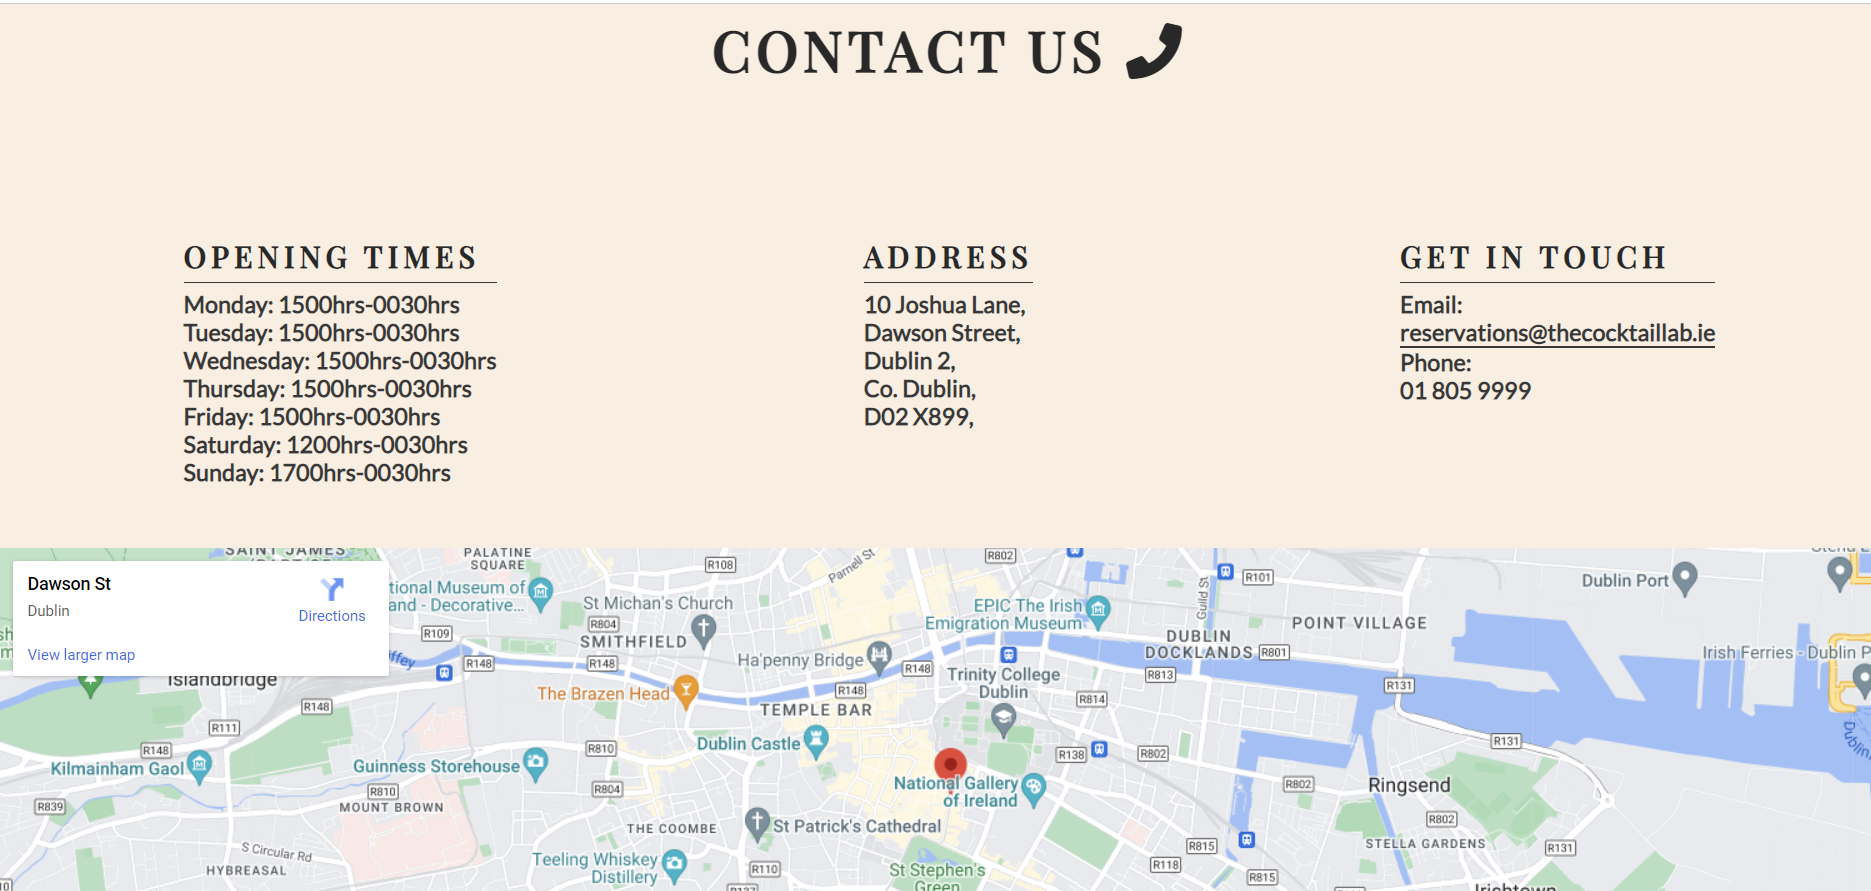 CONTACT US
OPENING TIMES
Monday: 1500hrs-0030hrs
Tuesday: 1500hrs-0030hrs
Wednesday: 1500hrs-0030hrs
Thursday: 1500hrs-0030hrs
Friday: 1500hrs-0030hrs
Saturday: 1200hrs-0030hrs
Sunday: 1700hrs-0030hrs
ADDRESS
10 Joshua Lane,
Dawson Street,
Dublin 2,
Co. Dublin,
D02 X899,
GET IN TOUCH
Email:
reservations@thecocktaillab.ie
Phone:
01 805 9999
Dawson St
Dublin
Directions
View larger map
SAINT JAMES
PALATINE
SQUARE
R108
Parnell St
R802
R101
Dublin Port
tional Museum of
and - Decorative...
St Michan's Church
R804
SMITHFIELD
R109
EPIC The Irish
Emigration Museum
Guild St
DUBLIN
DOCKLANDS
R801
POINT VILLAGE
Irish Ferries - Dublin P
iffey
R148
R148
Ha'penny Bridge
R148
Trinity College
Dublin
R813
R814
R131
Islandbridge
The Brazen Head
R148
TEMPLE BAR
R148
R111
R148
Kilmainham Gaol
Guinness Storehouse
R810
Dublin Castle
R138
R802
R131
Dublin
R839
R810
MOUNT BROWN
R804
National Gallery
of Ireland
R802
Ringsend
THE COOMBE
St Patrick's Cathedral
R802
STELLA GARDENS
R131
S Circular Rd
HYBREASAL
Teeling Whiskey
Distillery
R110
St Stephen's
Green
R815
R118
R815
Irishtown